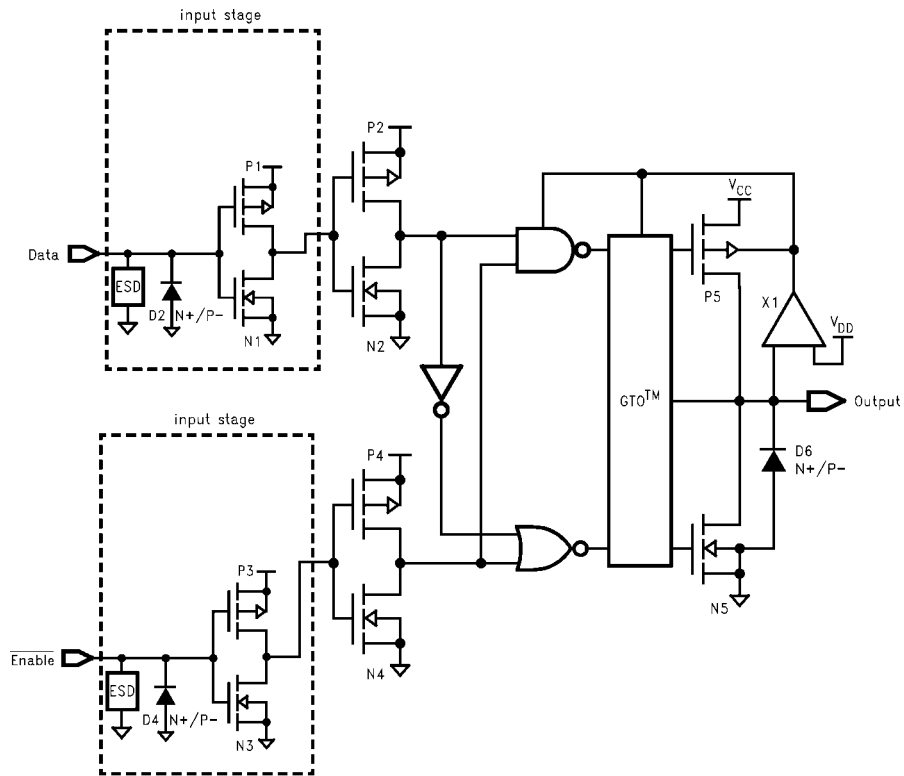 input stage
P1
P2
VCC
Data
ESD
D2 N+/P-
N1
N2
P5
X1
VDD
GTO™
Output
input stage
P4
D6
N+/P-
P3
N5
Enable
ESD
D4 N+/P-
N3
N4